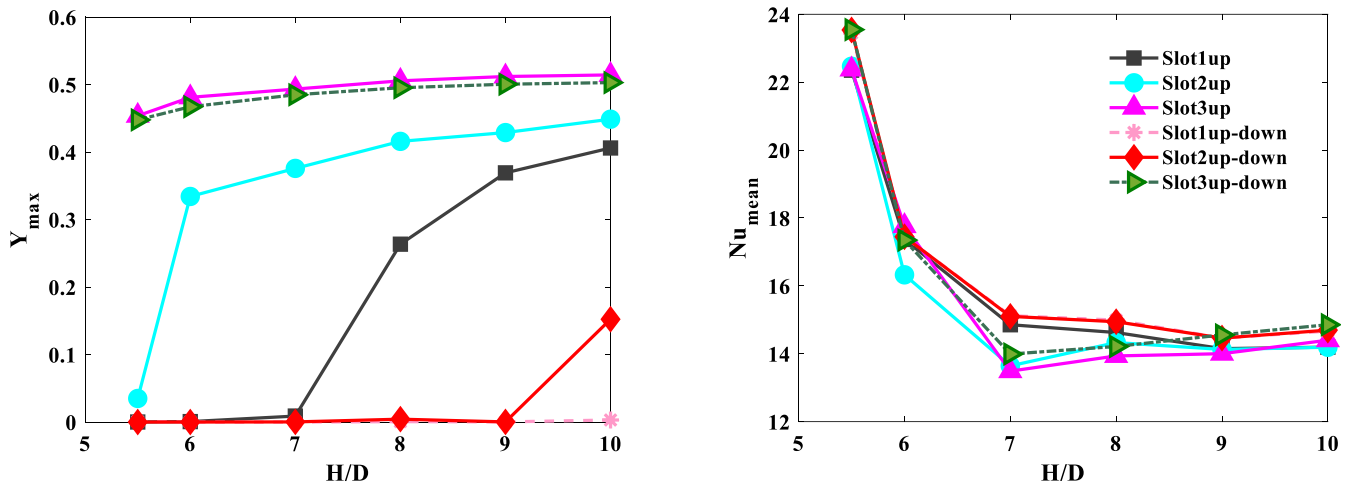 0.6
0.5
0.4
0.3
0.2
0.1
0
5
6
7
8
9
10
Y_max
H/D
24
22
20
18
16
14
12
5
6
7
8
9
10
Nu_mean
H/D
Slot1up
Slot2up
Slot3up
Slot1up-down
Slot2up-down
Slot3up-down